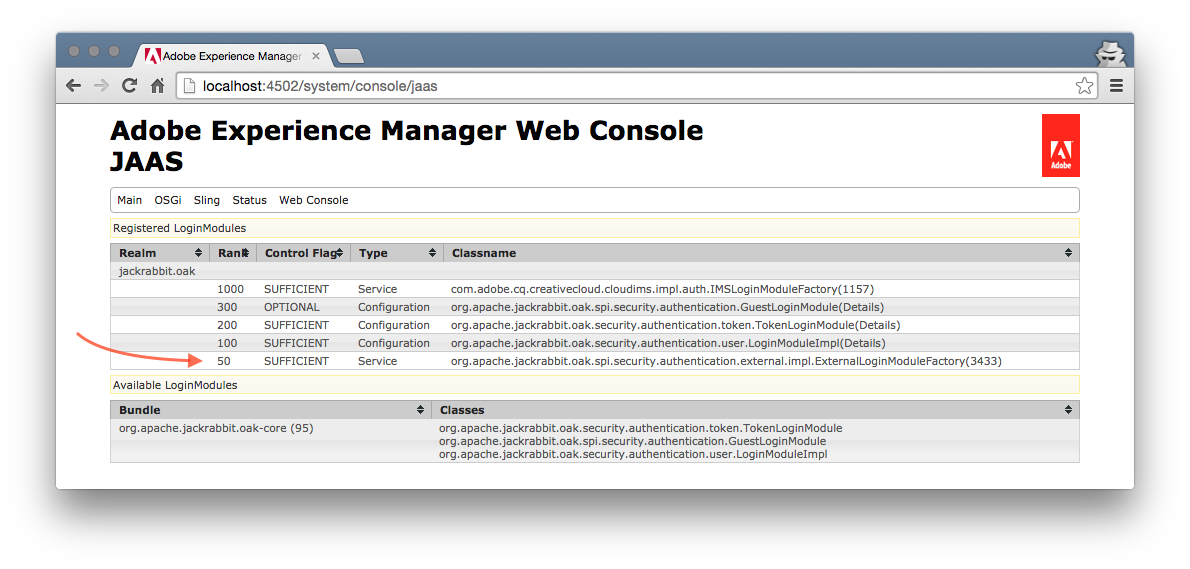 Adobe Experience Manager
localhost:4502/system/console/jaas
Adobe Experience Manager Web Console
JAAS
Adobe
Main OSGi Sling Status Web Console
Registered LoginModules
Realm Rank Control Flag Type Classname
jackrabbit.oak
1000 SUFFICIENT Service com.adobe.cq.creativecloud.cloudims.impl.auth.IMSLoginModuleFactory(1157)
300 OPTIONAL Configuration org.apache.jackrabbit.oak.spi.security.authentication.GuestLoginModule(Details)
200 SUFFICIENT Configuration org.apache.jackrabbit.oak.security.authentication.token.TokenLoginModule(Details)
100 SUFFICIENT Configuration org.apache.jackrabbit.oak.security.authentication.user.LoginModuleImpl(Details)
50 SUFFICIENT Service org.apache.jackrabbit.oak.spi.security.authentication.external.impl.ExternalLoginModuleFactory(3433)
Available LoginModules
Bundle Classes
org.apache.jackrabbit.oak-core (95) org.apache.jackrabbit.oak.security.authentication.token.TokenLoginModule
org.apache.jackrabbit.oak.spi.security.authentication.GuestLoginModule
org.apache.jackrabbit.oak.security.authentication.user.LoginModuleImpl